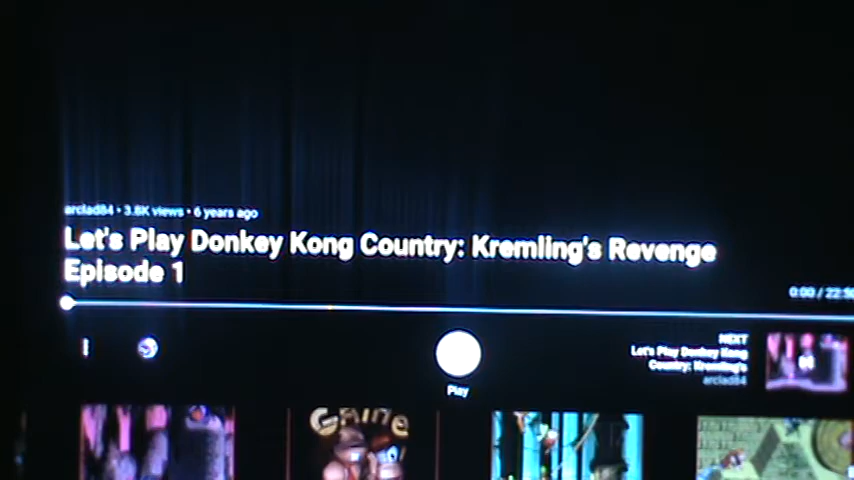 arclad84 • 3.8K views • 6 years ago
Let's Play Donkey Kong Country: Kremling's Revenge
Episode 1
0:00 / 22:
NEXT
Let's Play Donkey Kong
Country: Kremling's
arclad84
Play
GAME